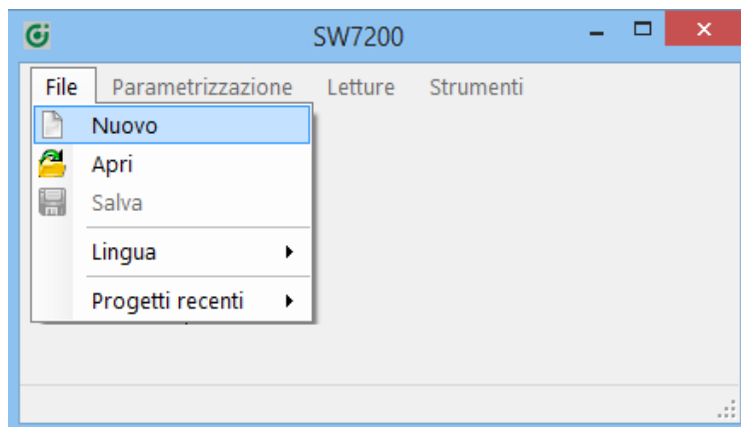 SW7200
File Parametrizzazione Letture Strumenti
Nuovo
Apri
Salva
Lingua
Progetti recenti